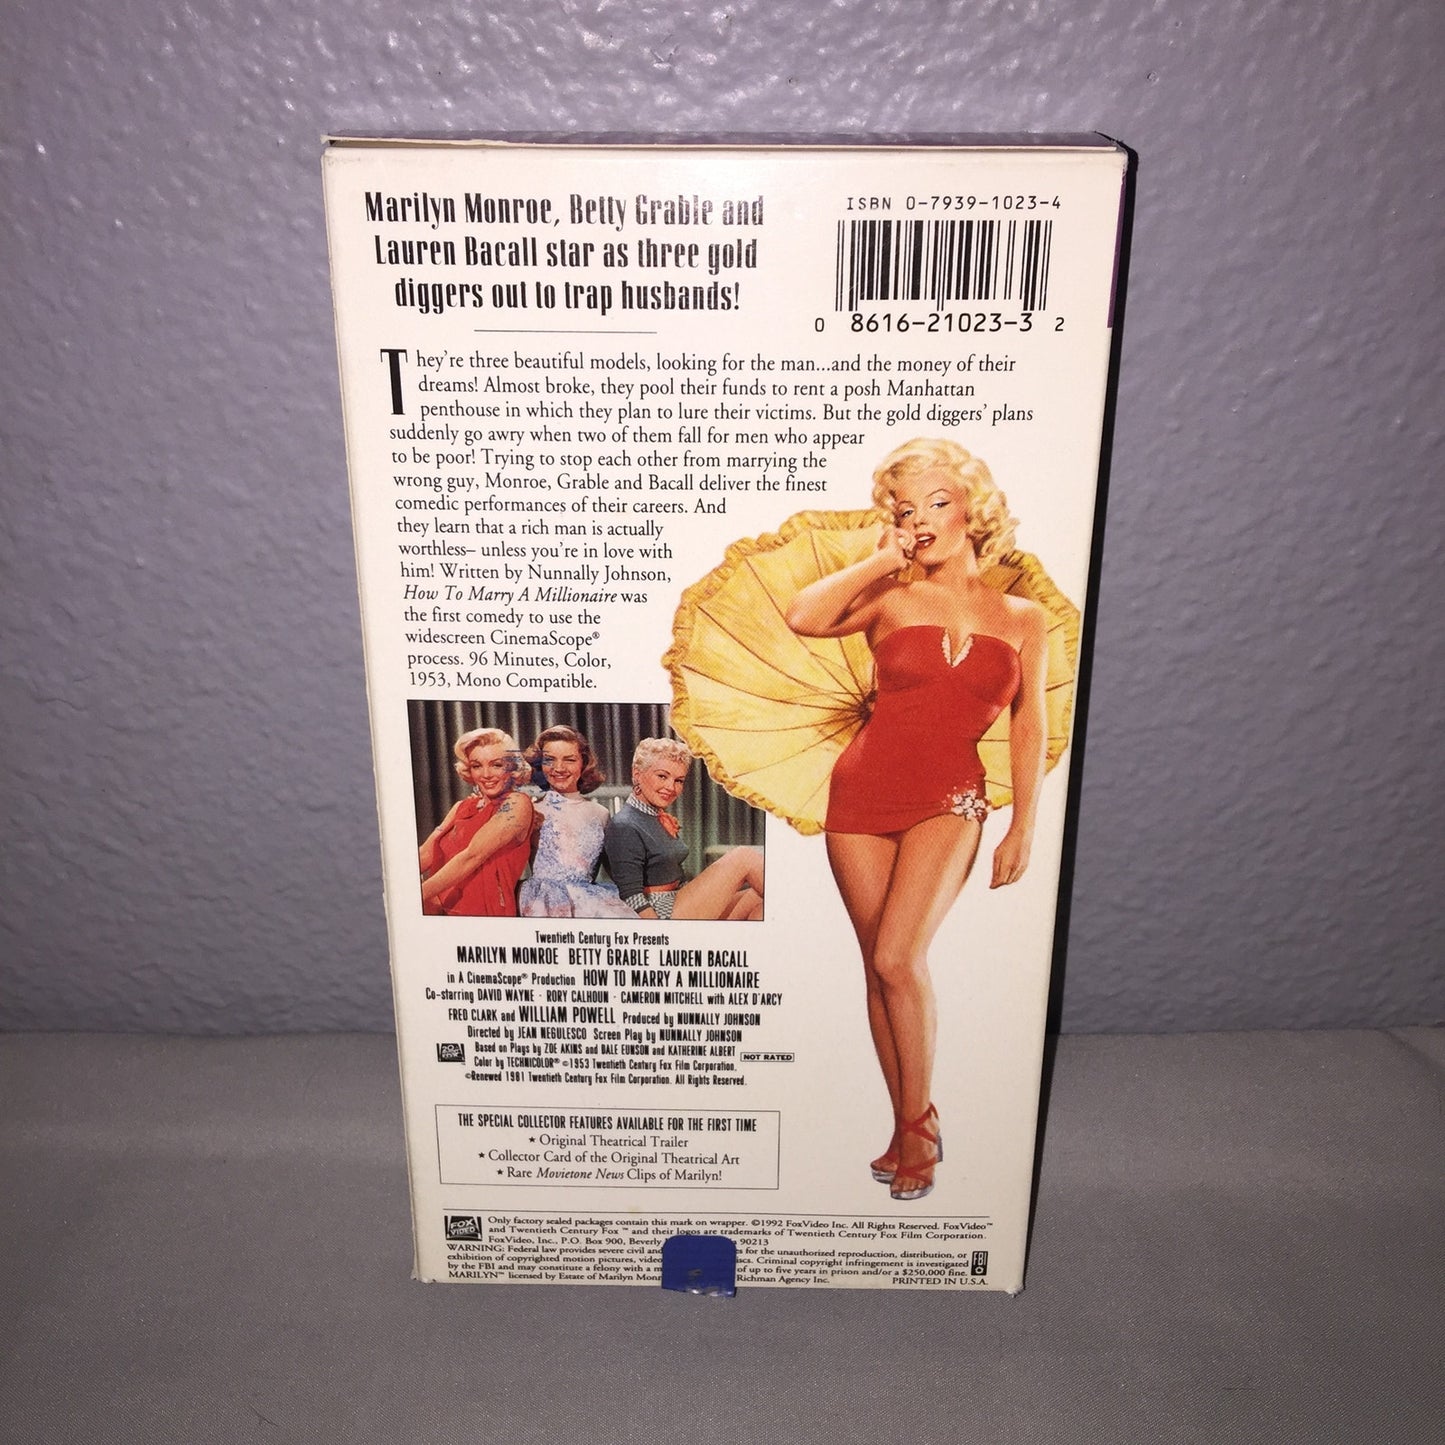 Marilyn Monroe, Betty Grable and
Lauren Bacall star as three gold
diggers out to trap husbands!
ISBN 0-7939-1023-4
0 8616-21023-3 2
They're three beautiful models, looking for the man...and the money of their
dreams! Almost broke, they pool their funds to rent a posh Manhattan
penthouse in which they plan to lure their victims. But the gold diggers' plans
suddenly go awry when two of them fall for men who appear
to be poor! Trying to stop each other from marrying the
wrong guy, Monroe, Grable and Bacall deliver the finest
comedic performances of their careers. And
they learn that a rich man is actually
worthless– unless you're in love with
him! Written by Nunnally Johnson,
How To Marry A Millionaire was
the first comedy to use the
widescreen CinemaScope®
process. 96 Minutes, Color,
1953, Mono Compatible.
Twentieth Century Fox Presents
MARILYN MONROE BETTY GRABLE LAUREN BACALL
in A CinemaScope® Production HOW TO MARRY A MILLIONAIRE
Co-starring DAVID WAYNE · RORY CALHOUN · CAMERON MITCHELL with ALEX D'ARCY
FRED CLARK and WILLIAM POWELL Produced by NUNNALLY JOHNSON
Directed by JEAN NEGULESCO Screen Play by NUNNALLY JOHNSON
Based on Plays by ZOE AKINS and DALE EUNSON and KATHERINE ALBERT
NOT RATED
Color by TECHNICOLOR® ©1953 Twentieth Century Fox Film Corporation.
©Renewed 1981 Twentieth Century Fox Film Corporation. All Rights Reserved.
THE SPECIAL COLLECTOR FEATURES AVAILABLE FOR THE FIRST TIME
★ Original Theatrical Trailer
★ Collector Card of the Original Theatrical Art
★ Rare Movietone News Clips of Marilyn!
FOX
VIDEO
Only factory sealed packages contain this mark on wrapper. ©1992 FoxVideo Inc. All Rights Reserved. FoxVideo™
and Twentieth Century Fox ™ and their logos are trademarks of Twentieth Century Fox Film Corporation.
FoxVideo, Inc., P.O. Box 900, Beverly 90213
WARNING: Federal law provides severe civil and for the unauthorized reproduction, distribution, or
exhibition of copyrighted motion pictures, Criminal copyright infringement is investigated
by the FBI and may constitute a felony with a of up to five years in prison and/or a $250,000 fine.
FBI
MARILYN™ licensed by Estate of Marilyn Richman Agency Inc. PRINTED IN U.S.A.